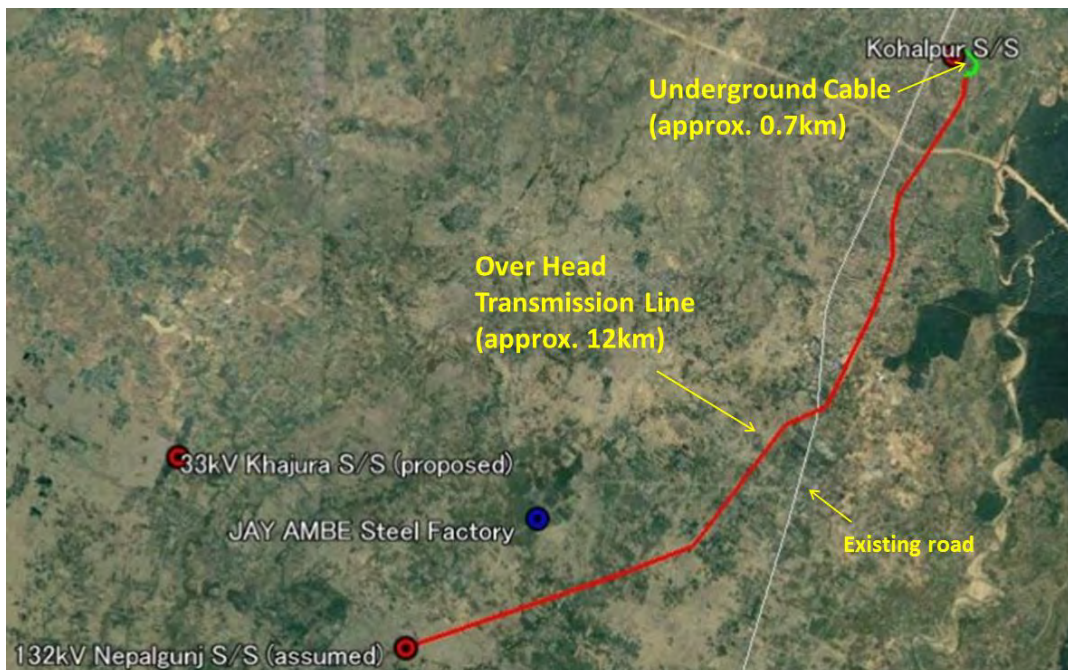 Kohalpur S/S
Underground Cable
(approx. 0.7km)
Over Head
Transmission Line
(approx. 12km)
33kV Khajura S/S (proposed)
JAY AMBE Steel Factory
Existing road
132kV Nepalgunj S/S (assumed)